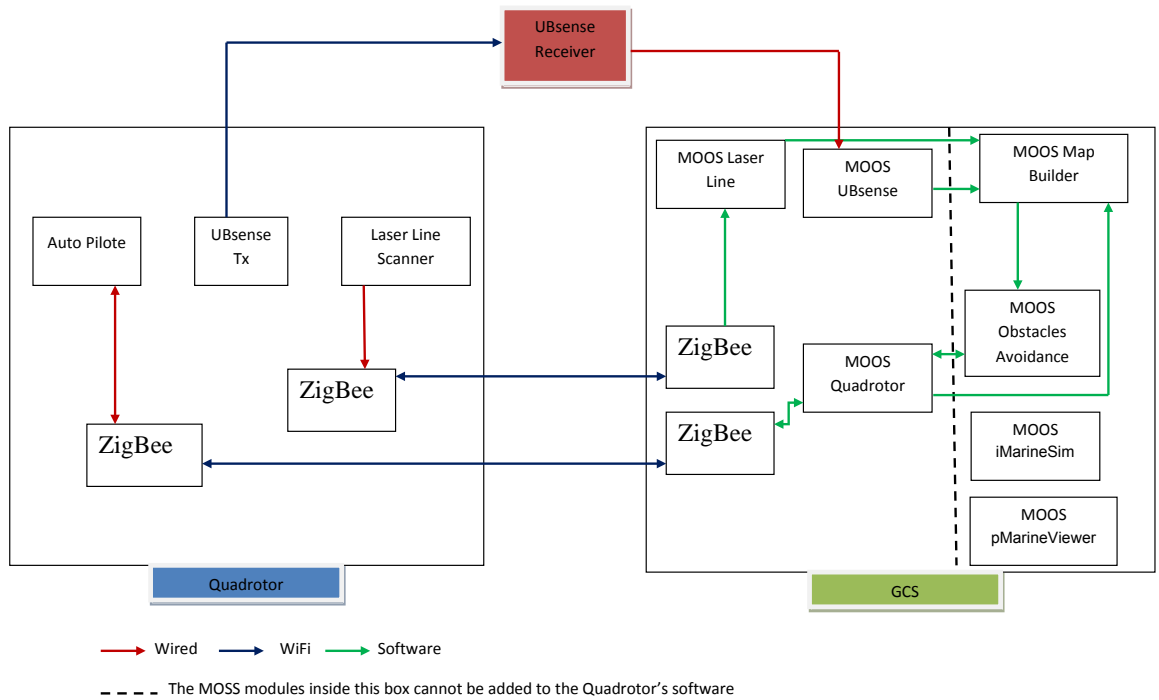 UBsense
Receiver
MOOS Laser
Line
MOOS
UBsense
MOOS Map
Builder
Auto Pilote
UBsense
Tx
Laser Line
Scanner
MOOS
Obstacles
Avoidance
ZigBee
MOOS
Quadrotor
ZigBee
ZigBee
ZigBee
MOOS
iMarineSim
MOOS
pMarineViewer
Quadrotor
GCS
Wired
WiFi
Software
The MOSS modules inside this box cannot be added to the Quadrotor's software